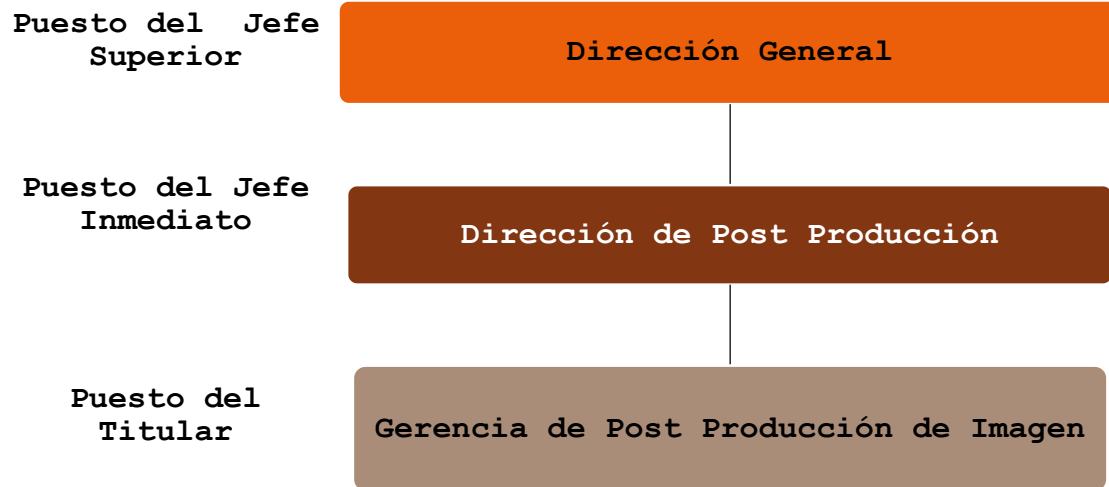 Puesto del Jefe
Superior
Dirección General
Puesto del Jefe
Inmediato
Dirección de Post Producción
Puesto del
Titular
Gerencia de Post Producción de Imagen